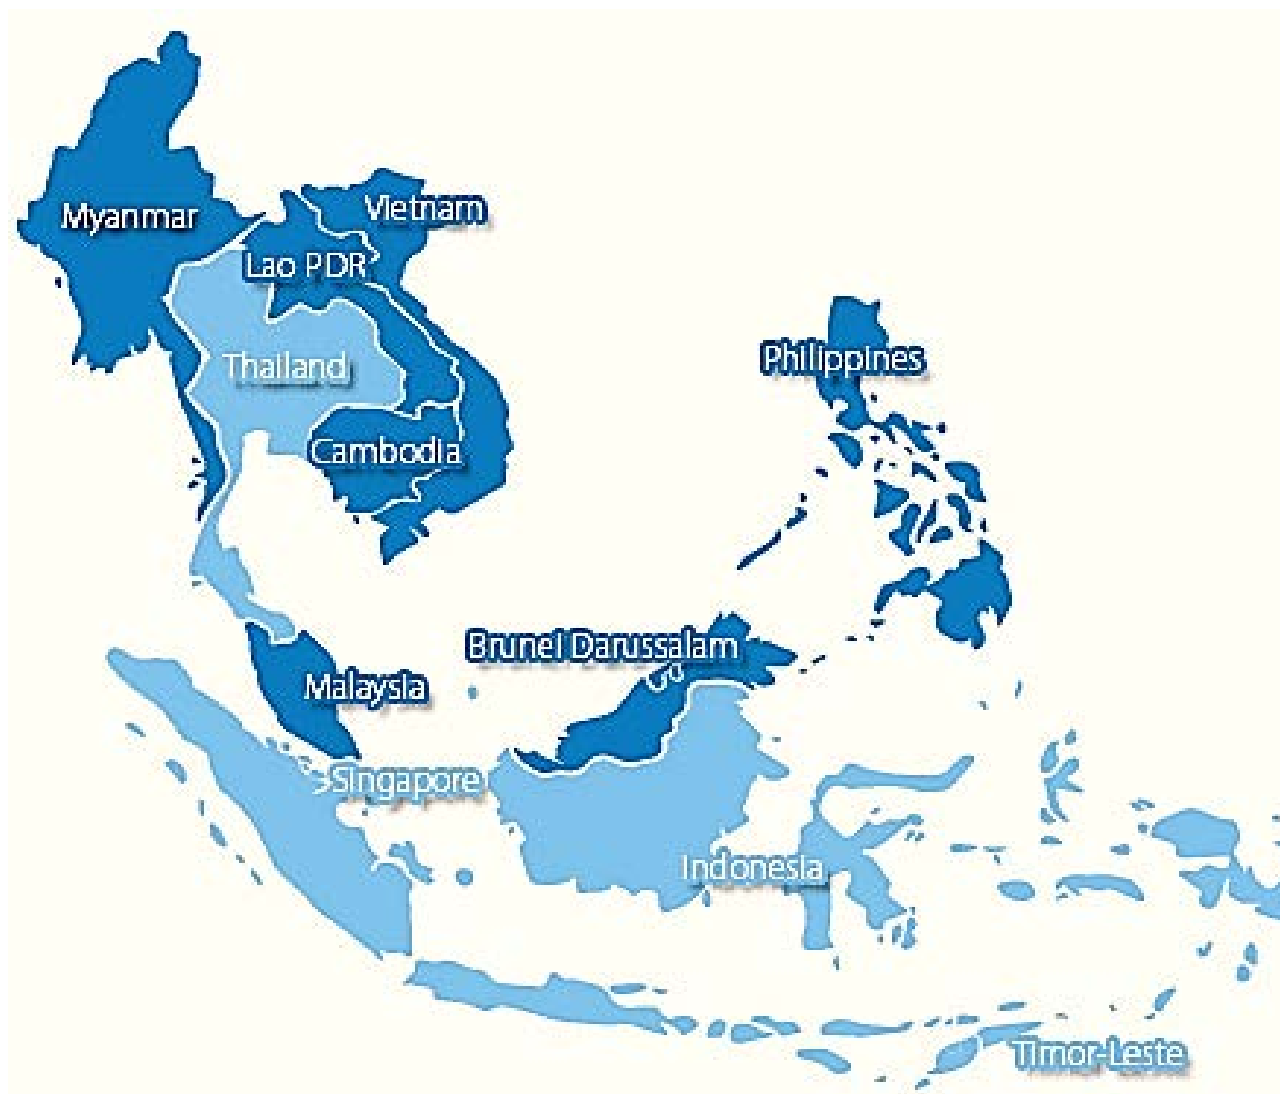 Vietnam
Myanmar
Lao PDR
Philippines
Thailand
Cambodia
Brunei Darussalam
Malaysia
Singapore
Indonesia
Timor-Leste